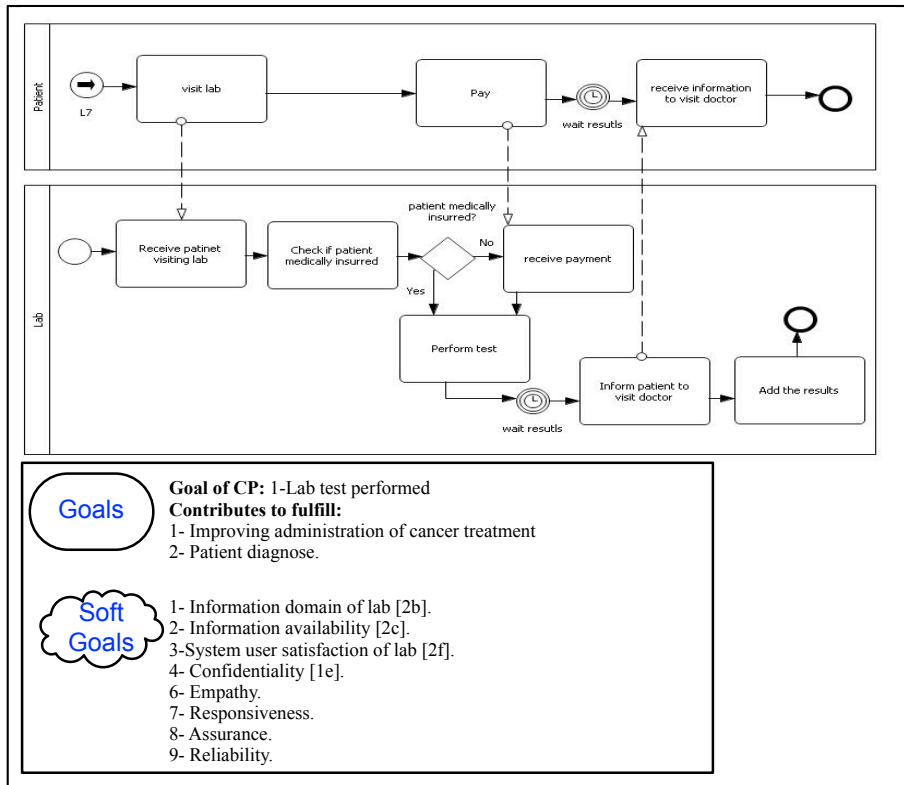 Patient
L7
visit lab
Pay
wait resutls
receive information
to visit doctor
Lab
Receive patinet
visiting lab
Check if patient
medically insurred
patient medically
insurred?
No
Yes
receive payment
Perform test
wait resutls
Inform patient to
visit doctor
Add the results
Goals
Goal of CP: 1-Lab test performed
Contributes to fulfill:
1- Improving administration of cancer treatment
2- Patient diagnose.
Soft
Goals
1- Information domain of lab [2b].
2- Information availability [2c].
3-System user satisfaction of lab [2f].
4- Confidentiality [1e].
6- Empathy.
7- Responsiveness.
8- Assurance.
9- Reliability.